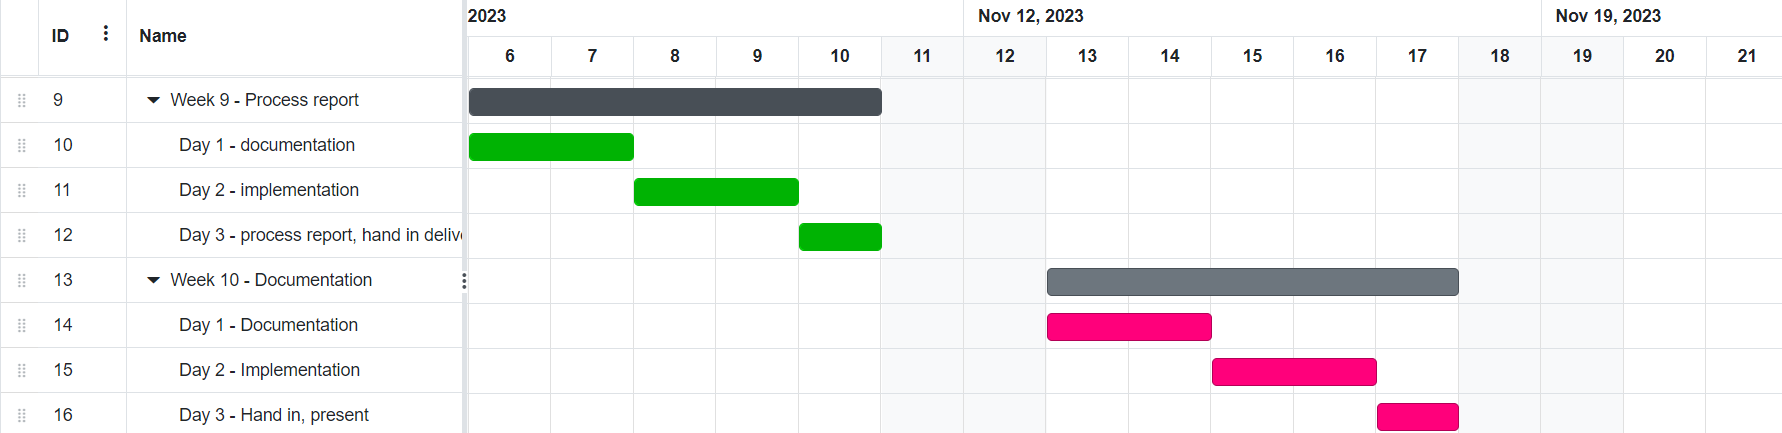 ID Name 2023 Nov 12, 2023 Nov 19, 2023
6 7 8 9 10 11 12 13 14 15 16 17 18 19 20 21
9 Week 9 - Process report
10 Day 1 - documentation
11 Day 2 - implementation
12 Day 3 - process report, hand in deliv
13 Week 10 - Documentation
14 Day 1 - Documentation
15 Day 2 - Implementation
16 Day 3 - Hand in, present